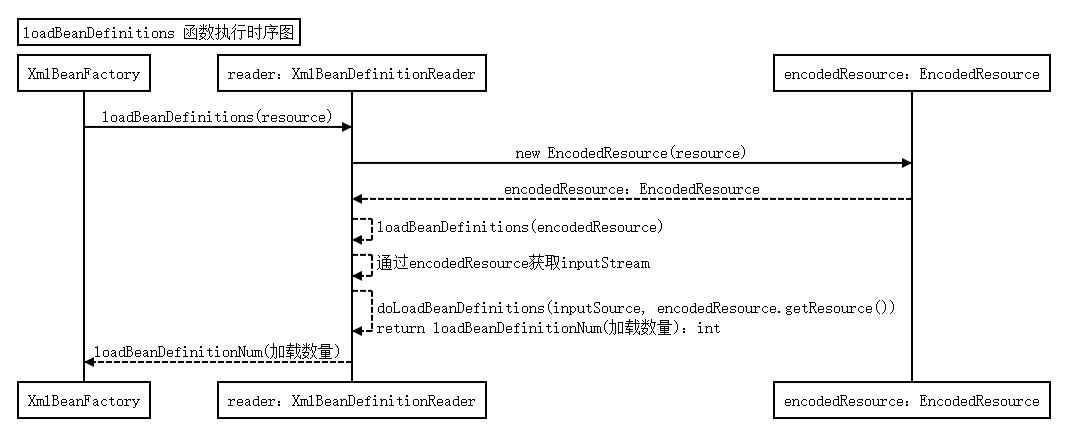 loadBeanDefinitions 函数执行时序图
XmlBeanFactory
reader: XmlBeanDefinitionReader
encodedResource: EncodedResource
loadBeanDefinitions(resource)
new EncodedResource(resource)
encodedResource: EncodedResource
loadBeanDefinitions(encodedResource)
通过encodedResource获取inputStream
doLoadBeanDefinitions(inputSource, encodedResource.getResource())
return loadBeanDefinitionNum(加载数量): int
loadBeanDefinitionNum(加载数量)
XmlBeanFactory
reader: XmlBeanDefinitionReader
encodedResource: EncodedResource